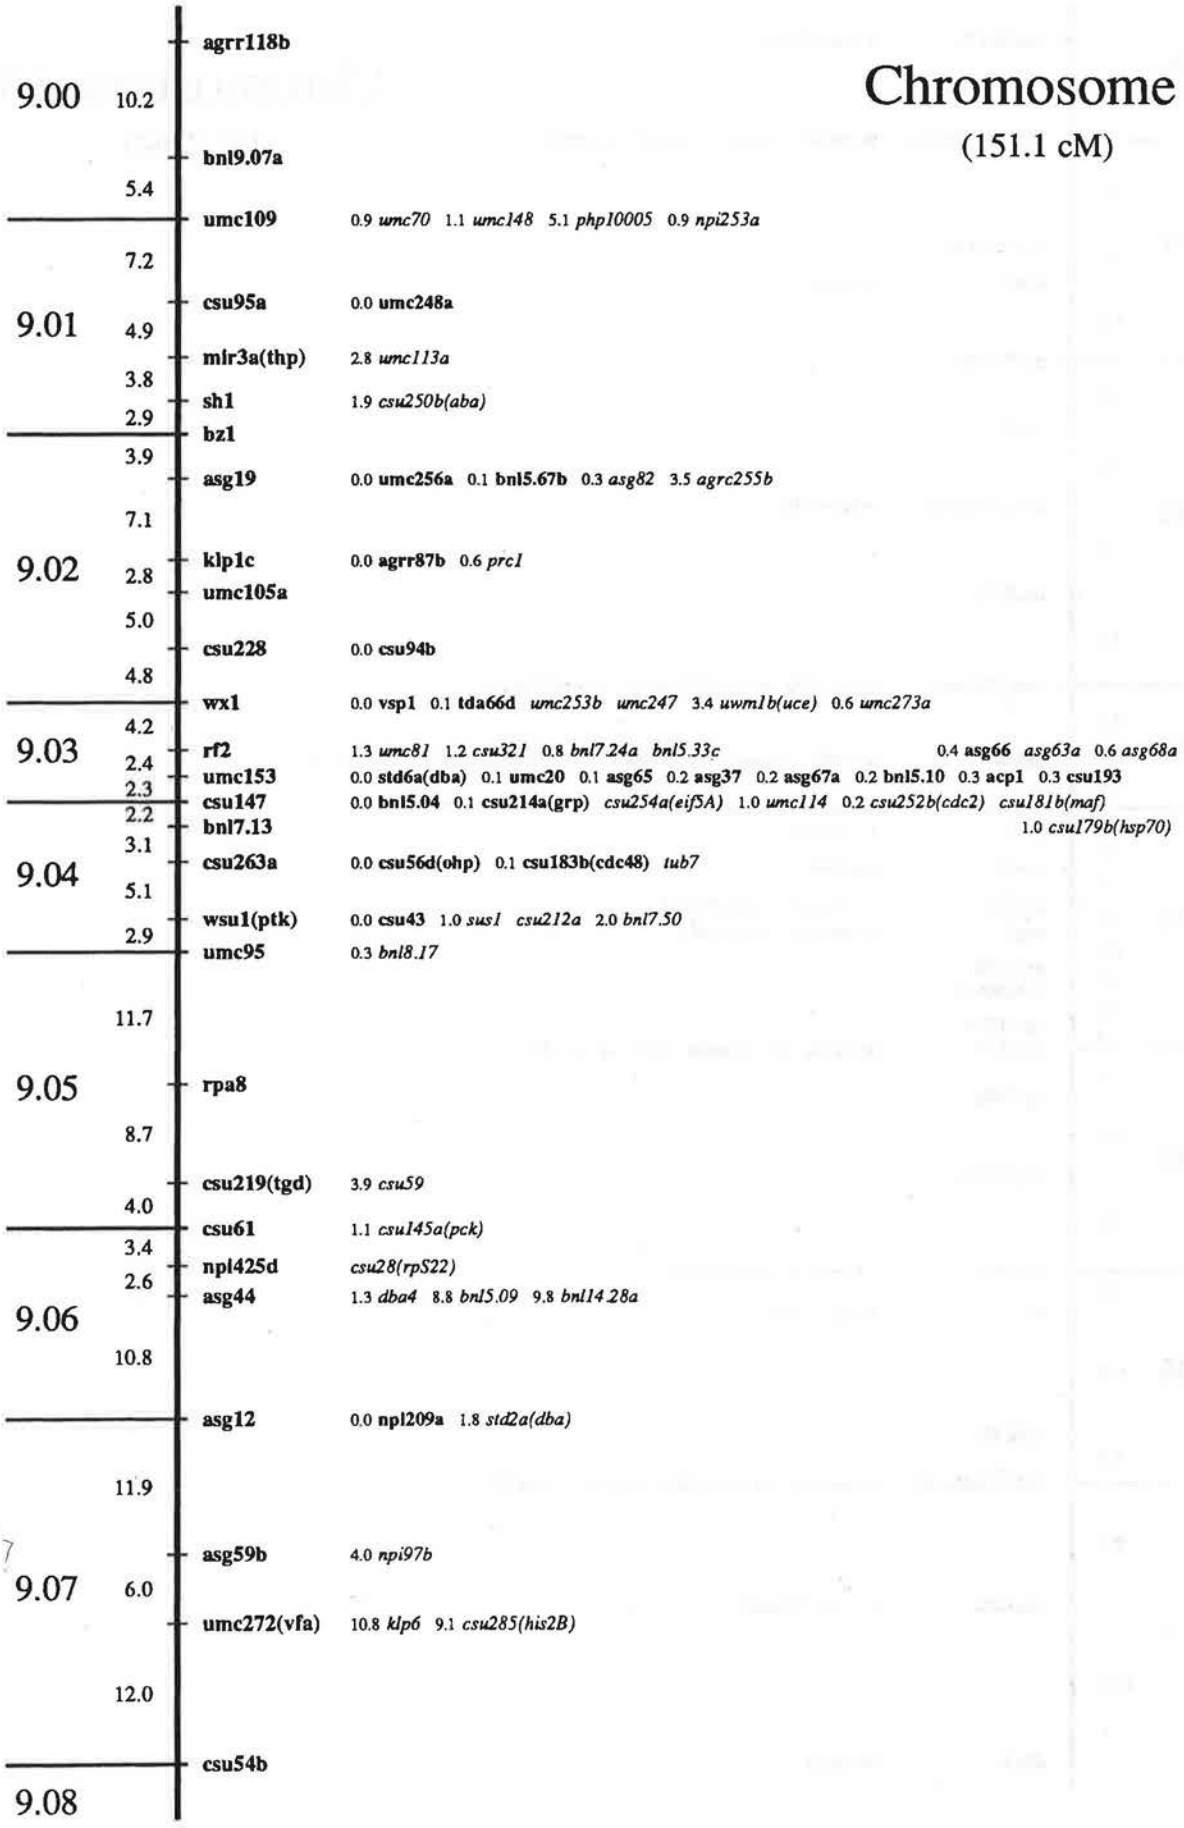 agrr118b
Chromosome
9.00 10.2
(151.1 cM)
bnl9.07a
5.4
umc109 0.9 umc70 1.1 umc148 5.1 php10005 0.9 npi253a
7.2
csu95a 0.0 umc248a
9.01 4.9
mir3a(thp) 2.8 umc113a
3.8
sh1 1.9 csu250b(aba)
2.9
bz1
3.9
asg19 0.0 umc256a 0.1 bnl5.67b 0.3 asg82 3.5 agrc255b
7.1
klp1c 0.0 agrr87b 0.6 prc1
9.02 2.8
umc105a
5.0
csu228 0.0 csu94b
4.8
wx1 0.0 vsp1 0.1 tda66d umc253b umc247 3.4 uwm1b(uce) 0.6 umc273a
4.2
9.03 rf2 1.3 umc81 1.2 csu321 0.8 bnl7.24a bnl5.33c 0.4 asg66 asg63a 0.6 asg68a
2.4
umc153 0.0 std6a(dba) 0.1 umc20 0.1 asg65 0.2 asg37 0.2 asg67a 0.2 bnl5.10 0.3 acp1 0.3 csu193
2.3
csu147 0.0 bnl5.04 0.1 csu214a(grp) csu254a(eif5A) 1.0 umc114 0.2 csu252b(cdc2) csu181b(maf)
2.2
bnl7.13 1.0 csu179b(hsp70)
3.1
csu263a 0.0 csu56d(ohp) 0.1 csu183b(cdc48) tub7
9.04
5.1
wsu1(ptk) 0.0 csu43 1.0 sus1 csu212a 2.0 bnl7.50
2.9
umc95 0.3 bnl8.17
11.7
9.05 rpa8
8.7
csu219(tgd) 3.9 csu59
4.0
csu61 1.1 csu145a(pck)
3.4
npi425d csu28(rpS22)
2.6
asg44 1.3 dba4 8.8 bnl5.09 9.8 bnl14.28a
9.06
10.8
asg12 0.0 npi209a 1.8 std2a(dba)
11.9
7
asg59b 4.0 npi97b
9.07 6.0
umc272(vfa) 10.8 klp6 9.1 csu285(his2B)
12.0
csu54b
9.08